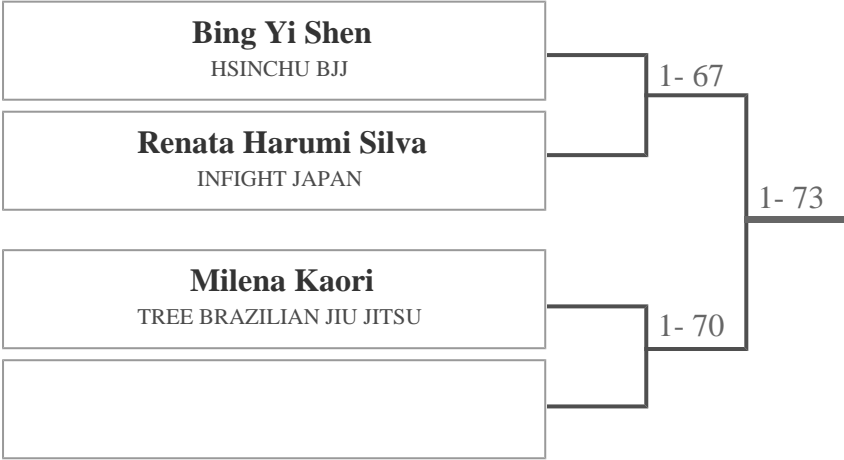 Bing Yi Shen
HSINCHU BJJ
1- 67
Renata Harumi Silva
INFIGHT JAPAN
1- 73
Milena Kaori
TREE BRAZILIAN JIU JITSU
1- 70